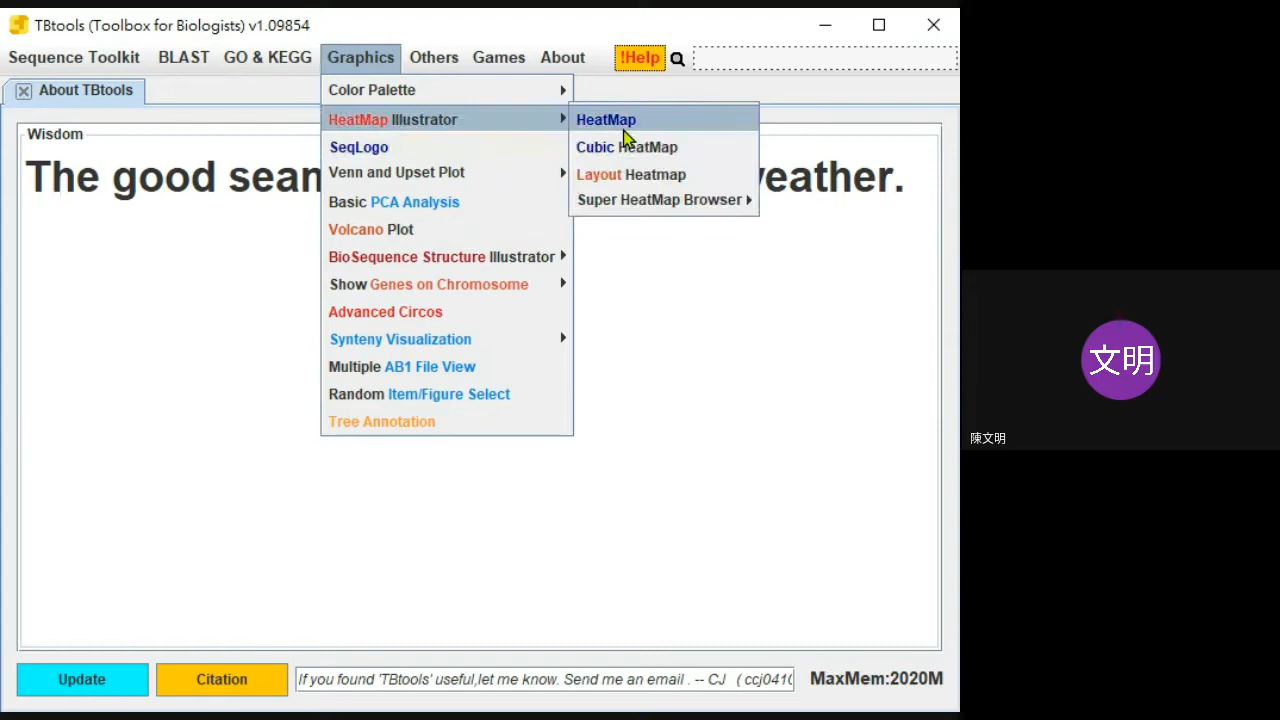 TBtools (Toolbox for Biologists) v1.09854
Sequence Toolkit BLAST GO & KEGG Graphics Others Games About !Help
About TBtools
Color Palette
HeatMap Illustrator
SeqLogo
Venn and Upset Plot
Basic PCA Analysis
Volcano Plot
BioSequence Structure Illustrator
Show Genes on Chromosome
Advanced Circos
Synteny Visualization
Multiple AB1 File View
Random Item/Figure Select
Tree Annotation
HeatMap
Cubic HeatMap
Layout Heatmap
Super HeatMap Browser
Wisdom
The good sean eather.
Update Citation If you found 'TBtools' useful,let me know. Send me an email . -- CJ ( ccj041 MaxMem:2020M
文明
陳文明